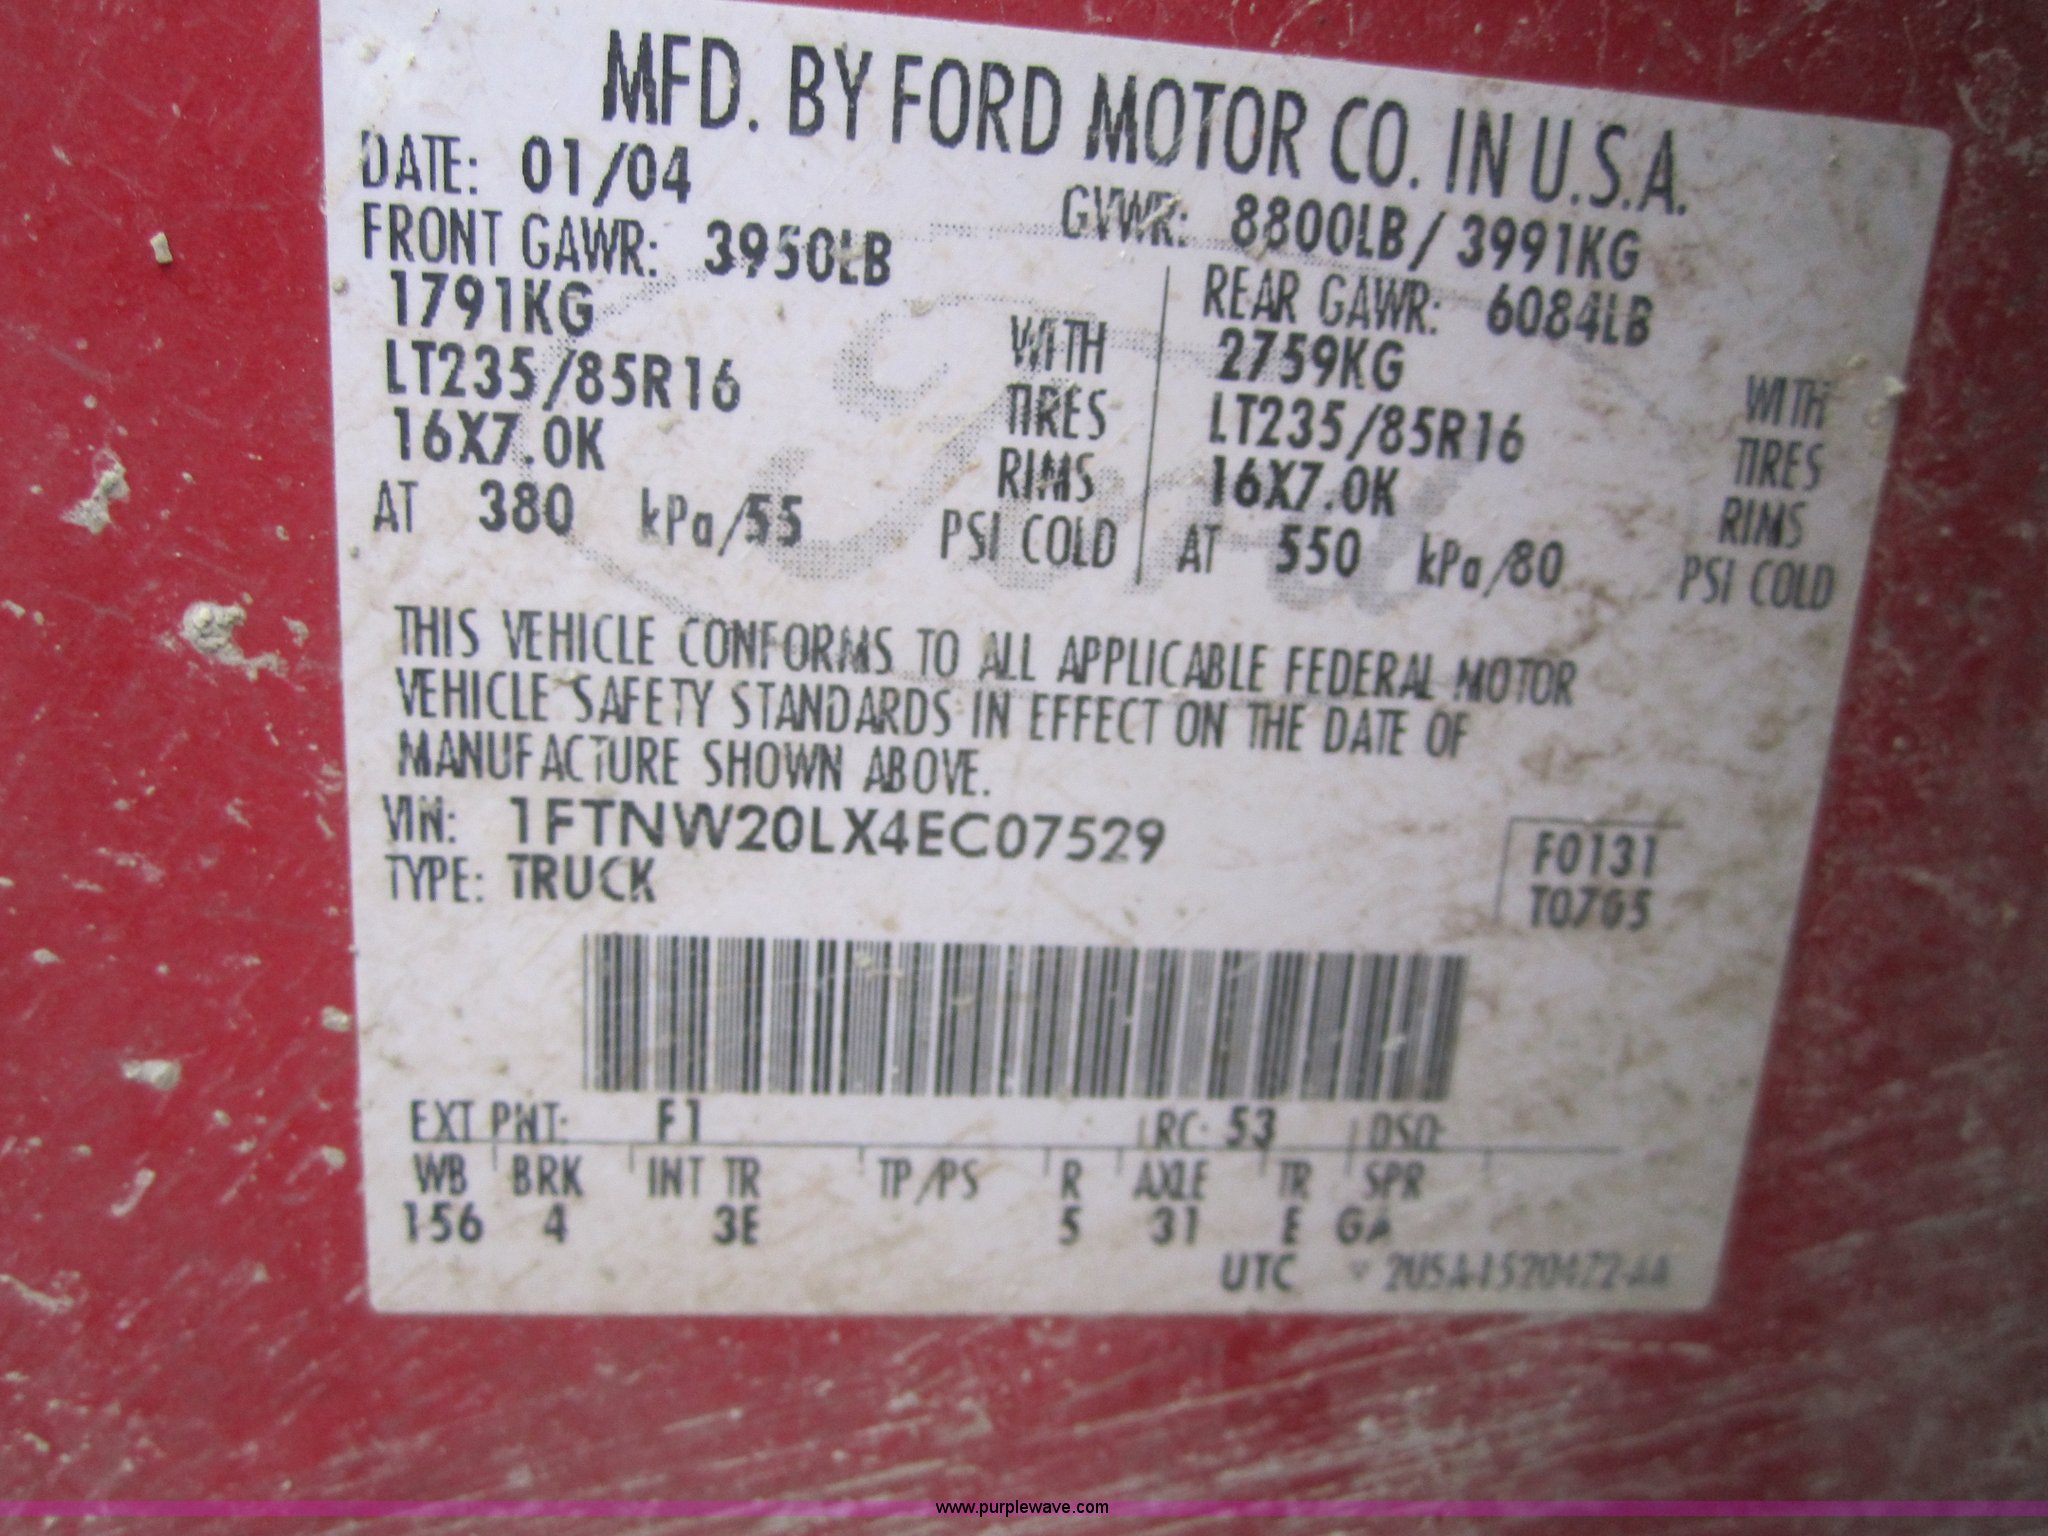 MFD. BY FORD MOTOR CO. IN U.S.A.
DATE: 01/04 GVWR: 8800LB / 3991KG
FRONT GAWR: 3950LB REAR GAWR: 6084LB
1791KG WITH 2759KG WITH
LT235/85R16 TIRES LT235/85R16 TIRES
16X7.0K RIMS 16X7.0K RIMS
AT 380 kPa/55 PSI COLD AT 550 kPa/80 PSI COLD
THIS VEHICLE CONFORMS TO ALL APPLICABLE FEDERAL MOTOR
VEHICLE SAFETY STANDARDS IN EFFECT ON THE DATE OF
MANUFACTURE SHOWN ABOVE.
VIN: 1FTNW20LX4EC07529
TYPE: TRUCK
F0131
T0705
EXT PNT: F1 RC: 53 DSO:
WB BRK INT TR TP/PS R AXLE TR SPR
156 4 3E 5 31 E GA
UTC
www.purplewave.com